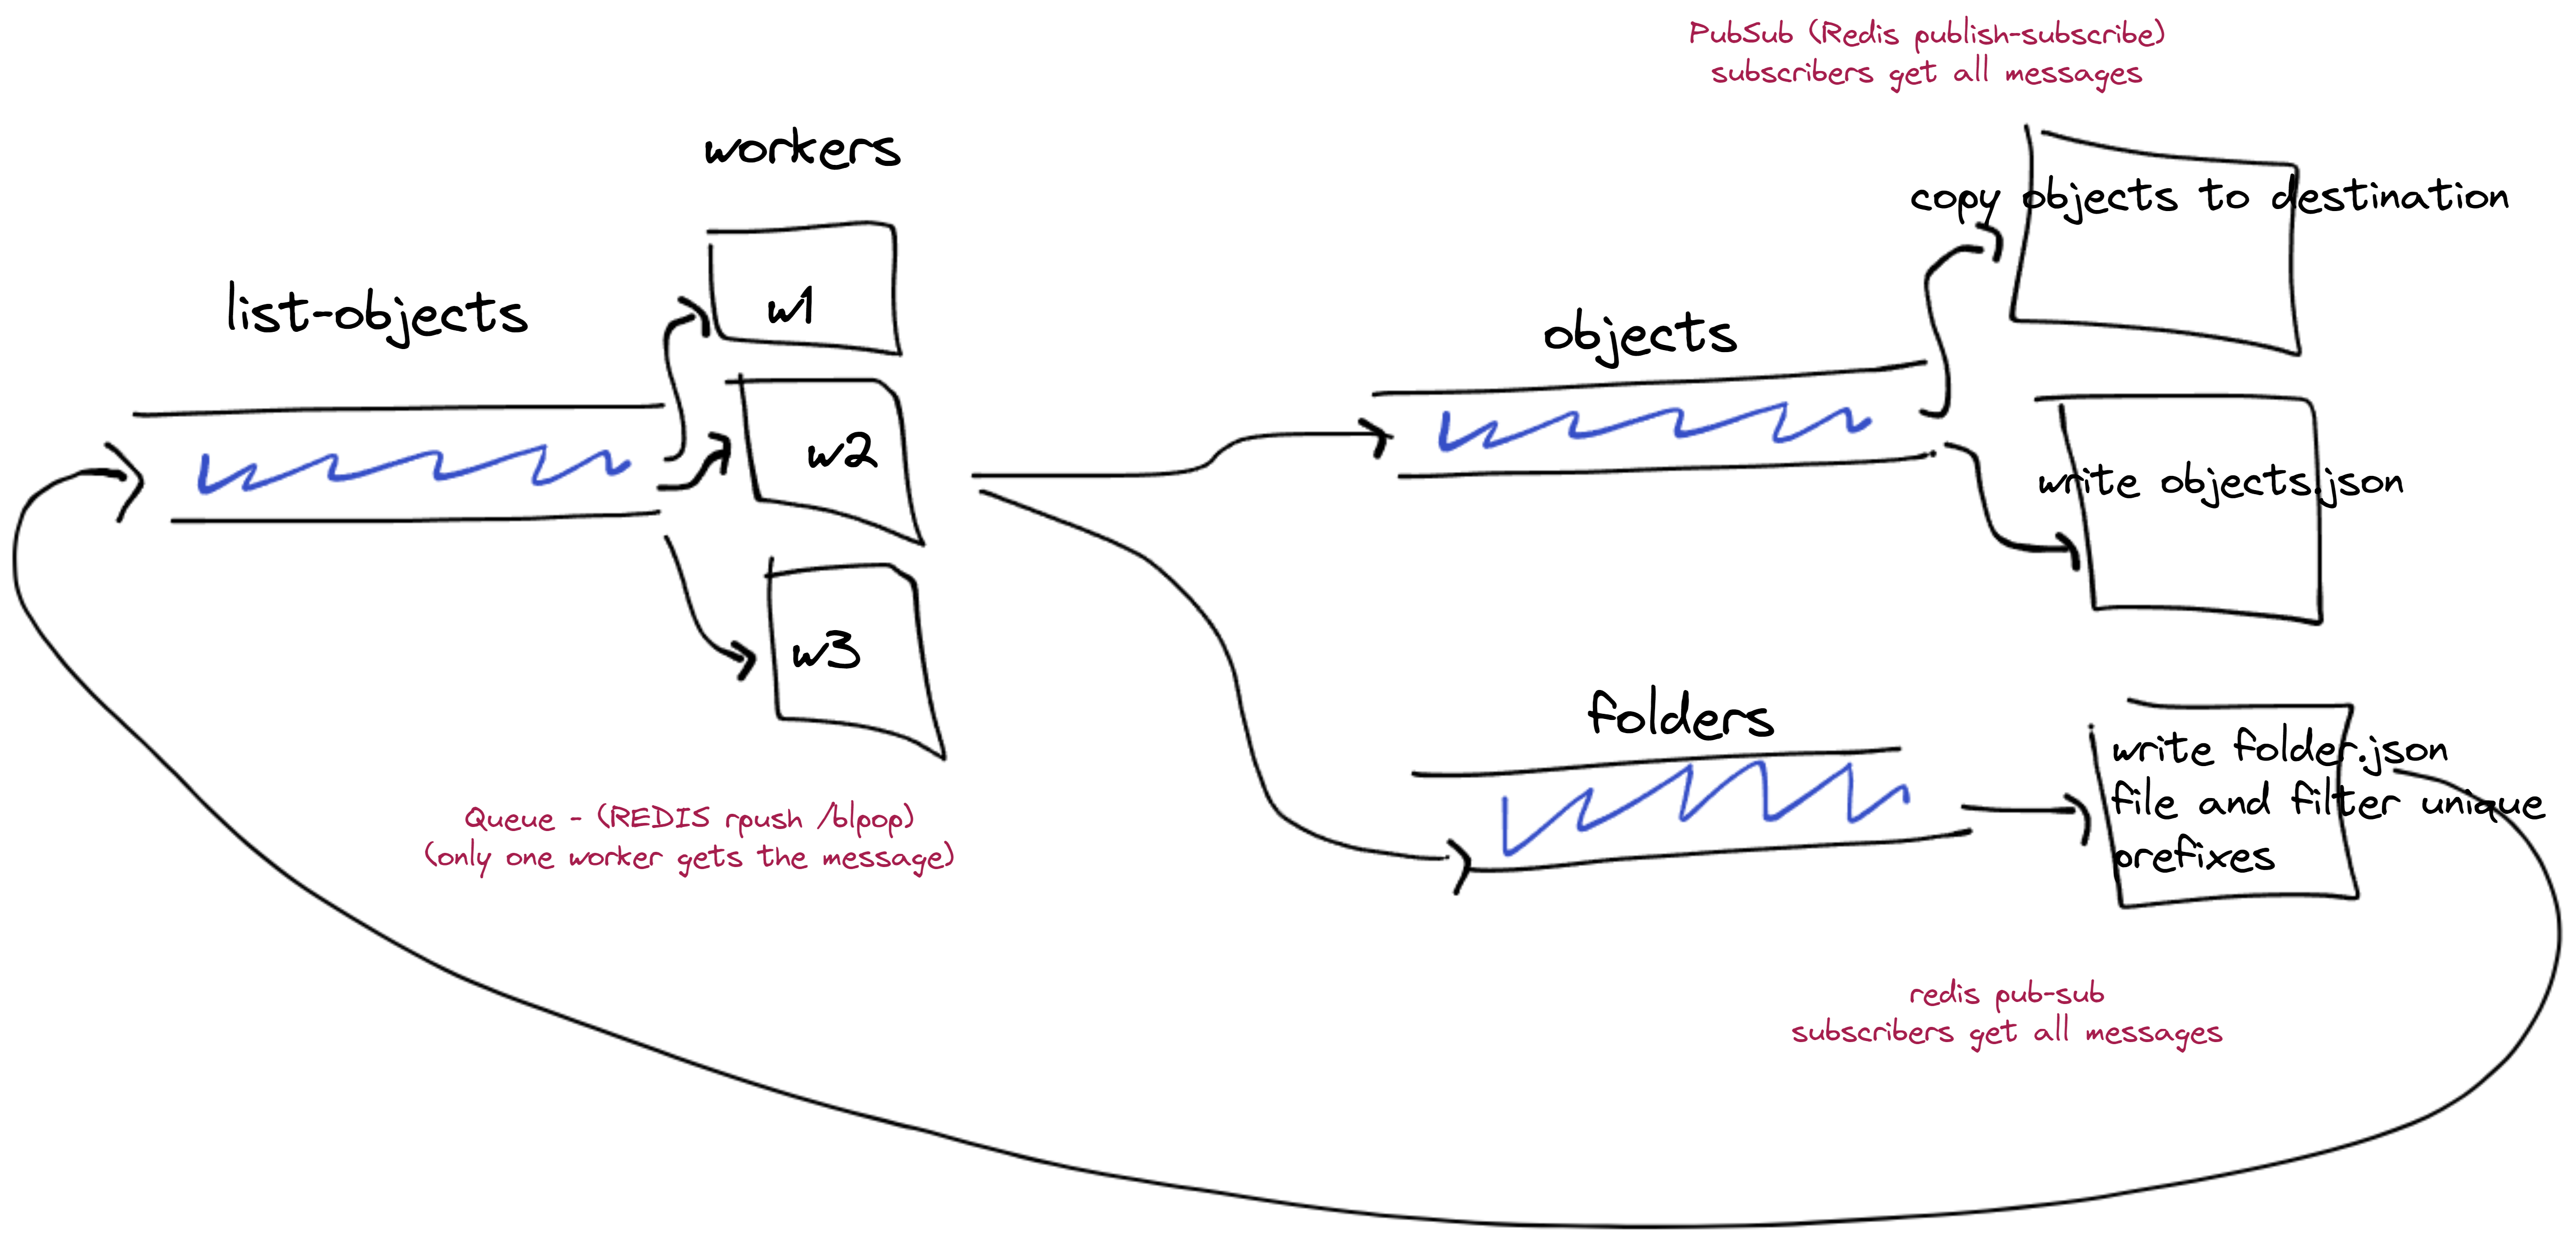 PubSub (Redis publish-subscribe)
subscribers get all messages
workers
copy objects to destination
list-objects
w1
objects
w2
write objects.json
w3
folders
write folder.json
file and filter unique
prefixes
Queue - (REDIS rpush /blpop)
(only one worker gets the message)
redis pub-sub
subscribers get all messages